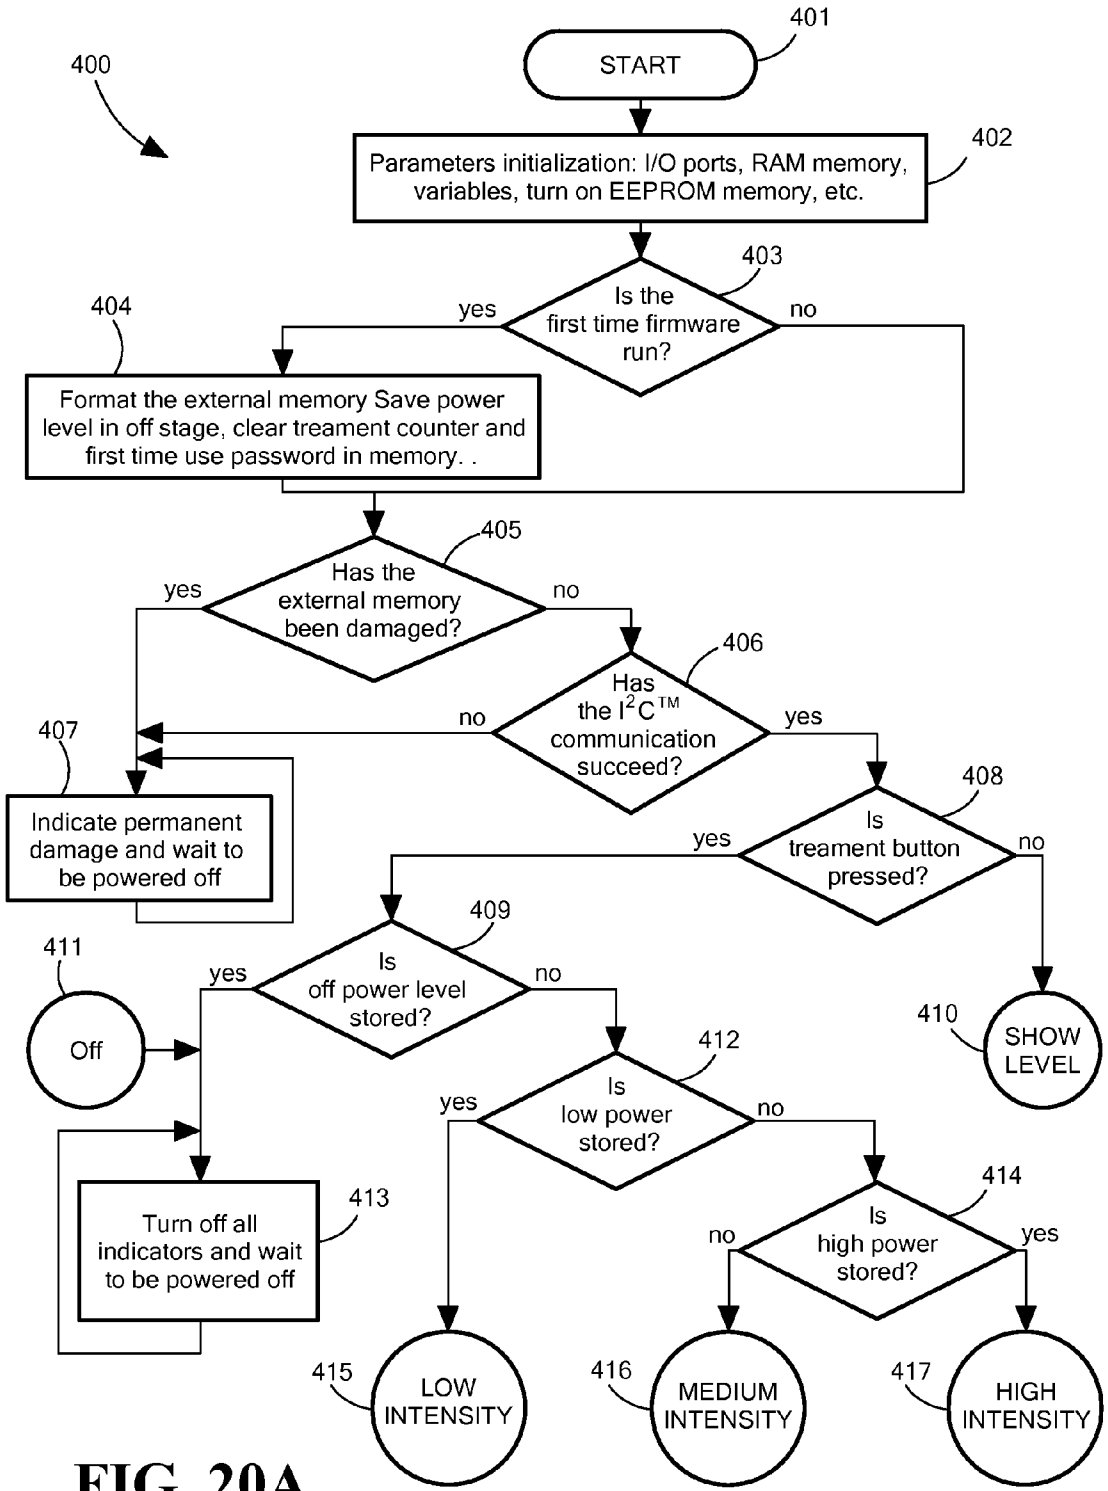 401
START
400
402
Parameters initialization: I/O ports, RAM memory,
variables, turn on EEPROM memory, etc.
403
Is the
first time firmware
run?
yes
no
404
Format the external memory Save power
level in off stage, clear treament counter and
first time use password in memory. .
405
Has the
external memory
been damaged?
yes
no
406
Has
the I²C™
communication
succeed?
no
yes
407
Indicate permanent
damage and wait to
be powered off
408
Is
treament button
pressed?
yes
no
409
Is
off power level
stored?
yes
no
411
Off
410
SHOW
LEVEL
412
Is
low power
stored?
yes
no
413
Turn off all
indicators and wait
to be powered off
414
Is
high power
stored?
no
yes
415
LOW
INTENSITY
416
MEDIUM
INTENSITY
417
HIGH
INTENSITY
FIG. 20A